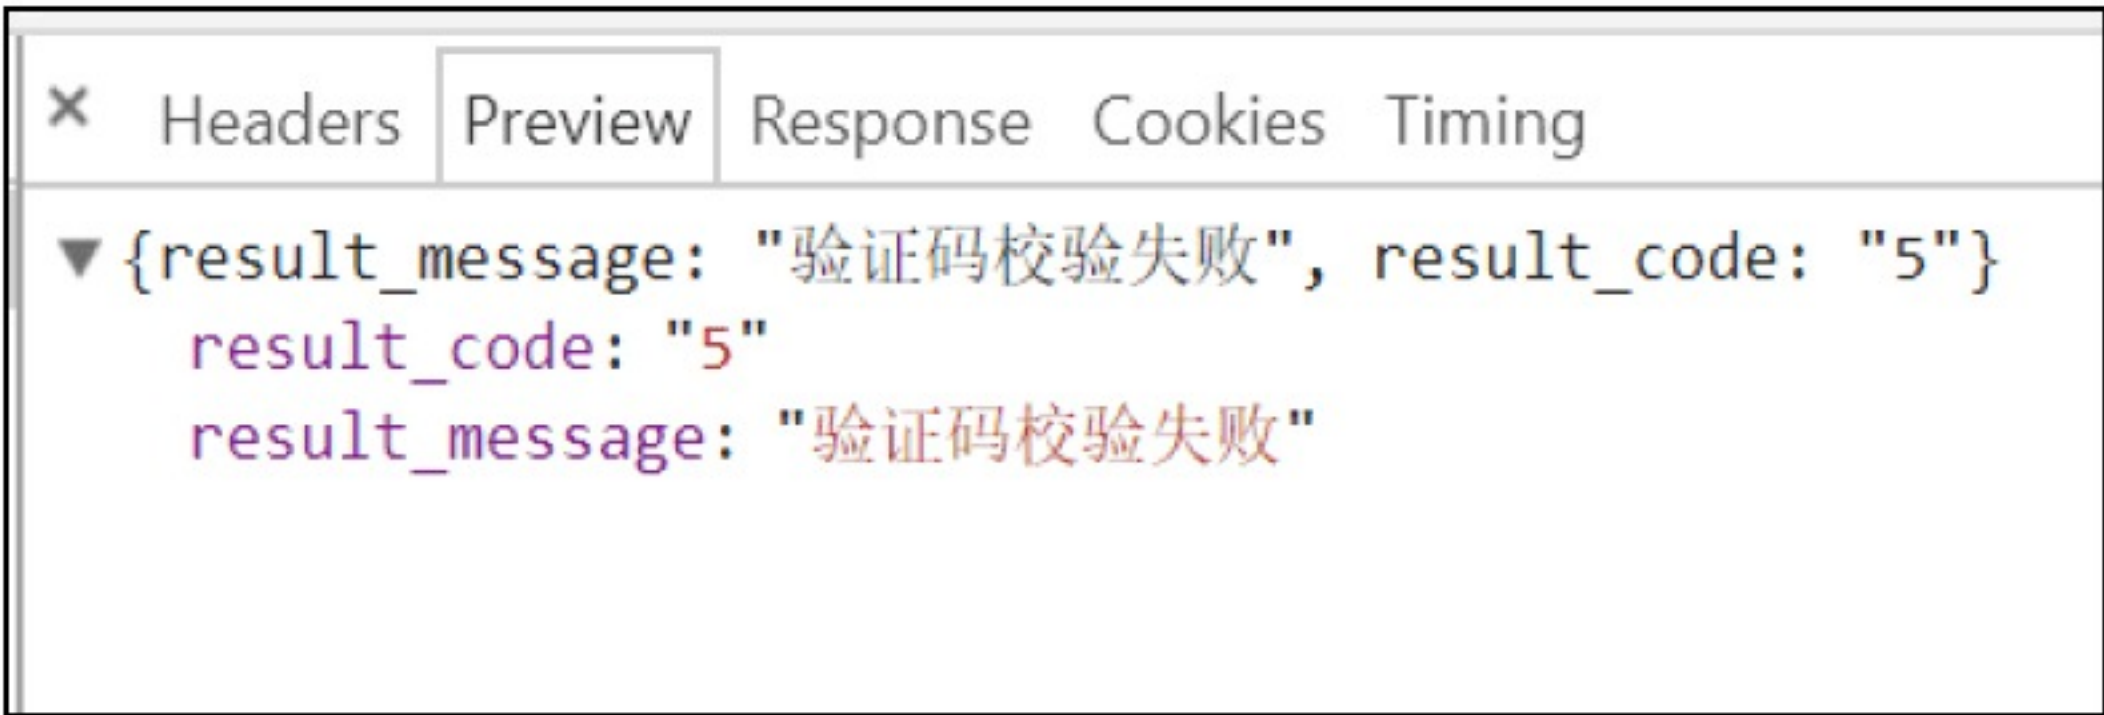 × Headers Preview Response Cookies Timing
▼{result_message: "验证码校验失败", result_code: "5"}
result_code: "5"
result_message: "验证码校验失败"